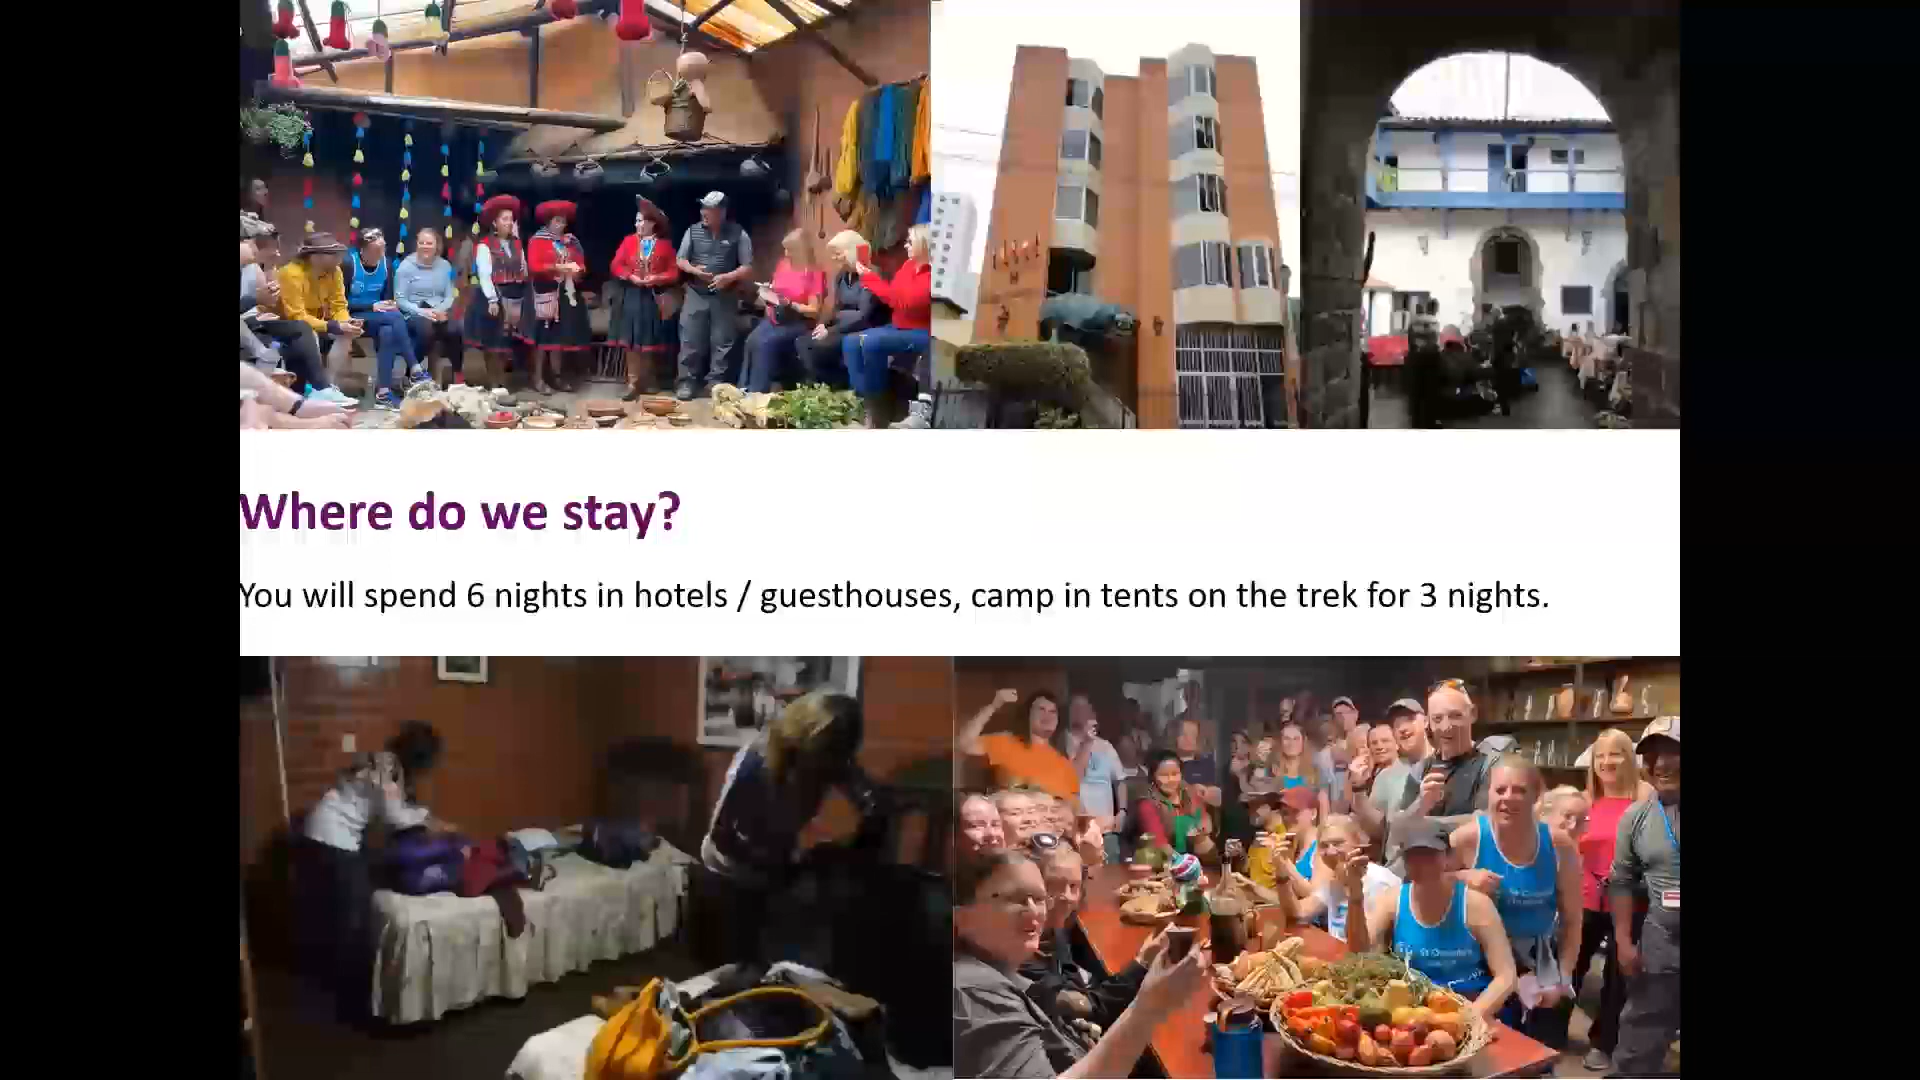 Where do we stay?
You will spend 6 nights in hotels / guesthouses, camp in tents on the trek for 3 nights.